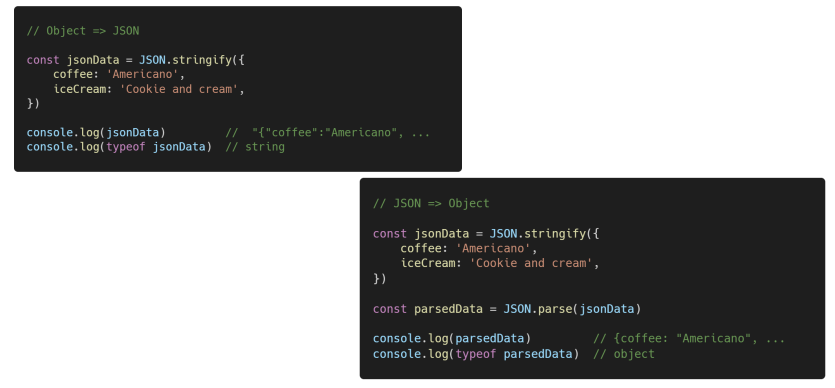 // Object => JSON
const jsonData = JSON.stringify({
    coffee: 'Americano',
    iceCream: 'Cookie and cream',
})
console.log(jsonData)         //  "{"coffee":"Americano", ...
console.log(typeof jsonData)  // string
// JSON => Object
const jsonData = JSON.stringify({
    coffee: 'Americano',
    iceCream: 'Cookie and cream',
})
const parsedData = JSON.parse(jsonData)
console.log(parsedData)         // {coffee: "Americano", ...
console.log(typeof parsedData)  // object